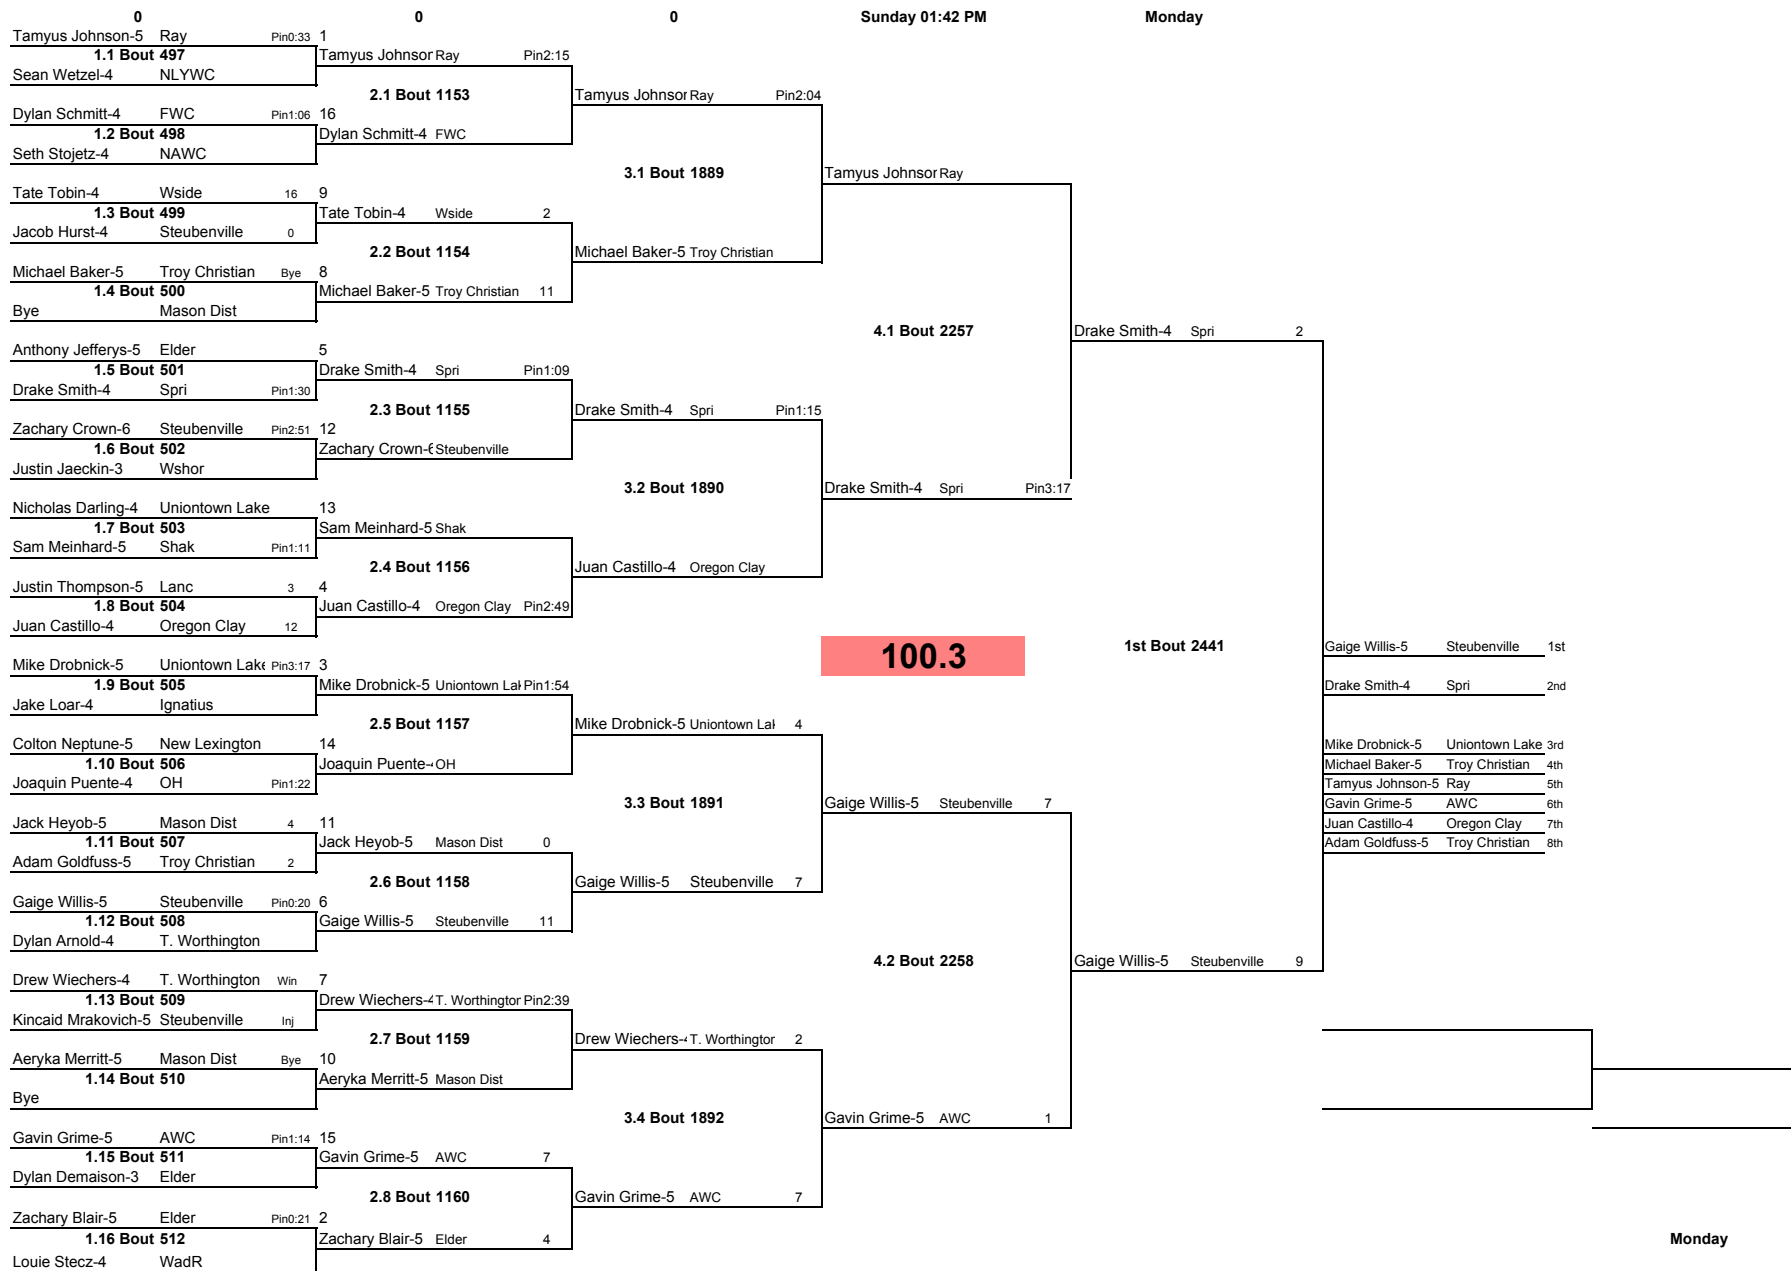 0 0 0 Sunday 01:42 PM Monday
Tamyus Johnson-5 Ray Pin0:33 1
1.1 Bout 497
Sean Wetzel-4 NLYWC
Dylan Schmitt-4 FWC Pin1:06 16
1.2 Bout 498
Seth Stojetz-4 NAWC
Tate Tobin-4 Wside 16 9
1.3 Bout 499
Jacob Hurst-4 Steubenville 0
Michael Baker-5 Troy Christian Bye 8
1.4 Bout 500
Bye Mason Dist
Anthony Jefferys-5 Elder 5
1.5 Bout 501
Drake Smith-4 Spri Pin1:30
Zachary Crown-6 Steubenville Pin2:51 12
1.6 Bout 502
Justin Jaeckin-3 Wshor
Nicholas Darling-4 Uniontown Lake 13
1.7 Bout 503
Sam Meinhard-5 Shak Pin1:11
Justin Thompson-5 Lanc 3 4
1.8 Bout 504
Juan Castillo-4 Oregon Clay 12
Mike Drobnick-5 Uniontown Lake Pin3:17 3
1.9 Bout 505
Jake Loar-4 Ignatius
Colton Neptune-5 New Lexington 14
1.10 Bout 506
Joaquin Puente-4 OH Pin1:22
Jack Heyob-5 Mason Dist 4 11
1.11 Bout 507
Adam Goldfuss-5 Troy Christian 2
Gaige Willis-5 Steubenville Pin0:20 6
1.12 Bout 508
Dylan Arnold-4 T. Worthington
Drew Wiechers-4 T. Worthington Win 7
1.13 Bout 509
Kincaid Mrakovich-5 Steubenville Inj
Aeryka Merritt-5 Mason Dist Bye 10
1.14 Bout 510
Bye
Gavin Grime-5 AWC Pin1:14 15
1.15 Bout 511
Dylan Demaison-3 Elder
Zachary Blair-5 Elder Pin0:21 2
1.16 Bout 512
Louie Stecz-4 WadR
Tamyus Johnsor Ray Pin2:15
2.1 Bout 1153
Dylan Schmitt-4 FWC
Tate Tobin-4 Wside 2
2.2 Bout 1154
Michael Baker-5 Troy Christian 11
Drake Smith-4 Spri Pin1:09
2.3 Bout 1155
Zachary Crown-6 Steubenville
Sam Meinhard-5 Shak
2.4 Bout 1156
Juan Castillo-4 Oregon Clay Pin2:49
Mike Drobnick-5 Uniontown Lak Pin1:54
2.5 Bout 1157
Joaquin Puente-4 OH
Jack Heyob-5 Mason Dist 0
2.6 Bout 1158
Gaige Willis-5 Steubenville 11
Drew Wiechers-4 T. Worthingtor Pin2:39
2.7 Bout 1159
Aeryka Merritt-5 Mason Dist
Gavin Grime-5 AWC 7
2.8 Bout 1160
Zachary Blair-5 Elder 4
Tamyus Johnsor Ray Pin2:04
3.1 Bout 1889
Michael Baker-5 Troy Christian
Drake Smith-4 Spri Pin1:15
3.2 Bout 1890
Juan Castillo-4 Oregon Clay
Mike Drobnick-5 Uniontown Lak 4
3.3 Bout 1891
Gaige Willis-5 Steubenville 7
Drew Wiechers-4 T. Worthingtor 2
3.4 Bout 1892
Gavin Grime-5 AWC 7
Tamyus Johnsor Ray
4.1 Bout 2257
Drake Smith-4 Spri Pin3:17
100.3
Gaige Willis-5 Steubenville 7
4.2 Bout 2258
Gavin Grime-5 AWC 1
Drake Smith-4 Spri 2
1st Bout 2441
Gaige Willis-5 Steubenville 9
Gaige Willis-5 Steubenville 1st
Drake Smith-4 Spri 2nd
Mike Drobnick-5 Uniontown Lake 3rd
Michael Baker-5 Troy Christian 4th
Tamyus Johnson-5 Ray 5th
Gavin Grime-5 AWC 6th
Juan Castillo-4 Oregon Clay 7th
Adam Goldfuss-5 Troy Christian 8th
Monday